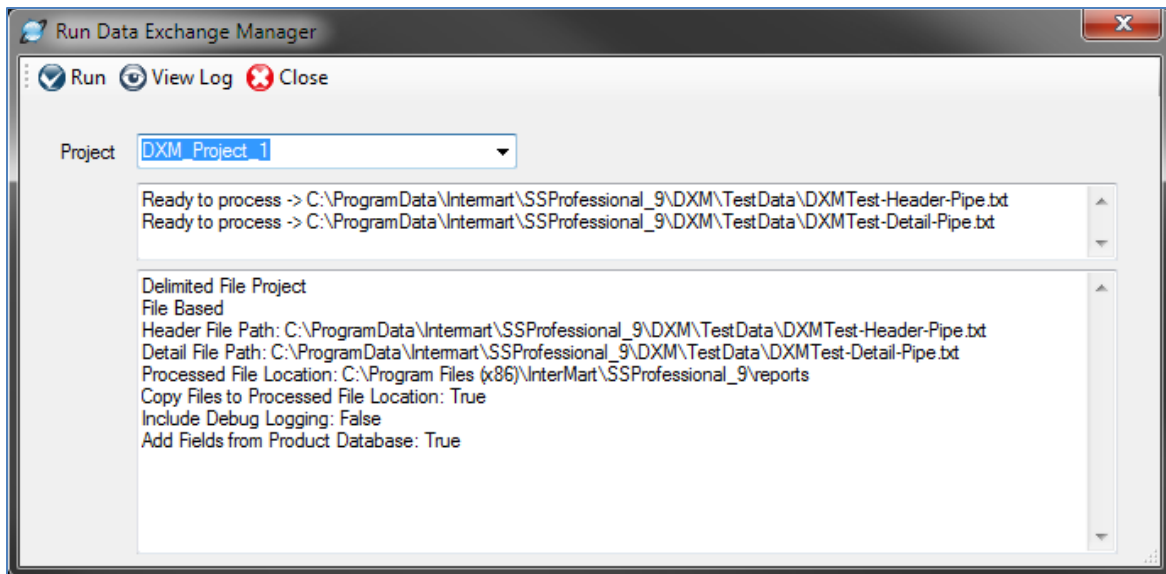 Run Data Exchange Manager
Run View Log Close
Project DXM_Project_1
Ready to process -> C:\ProgramData\Intermart\SSProfessional_9\DXM\TestData\DXMTest-Header-Pipe.txt
Ready to process -> C:\ProgramData\Intermart\SSProfessional_9\DXM\TestData\DXMTest-Detail-Pipe.txt
Delimited File Project
File Based
Header File Path: C:\ProgramData\Intermart\SSProfessional_9\DXM\TestData\DXMTest-Header-Pipe.txt
Detail File Path: C:\ProgramData\Intermart\SSProfessional_9\DXM\TestData\DXMTest-Detail-Pipe.txt
Processed File Location: C:\Program Files (x86)\InterMart\SSProfessional_9\reports
Copy Files to Processed File Location: True
Include Debug Logging: False
Add Fields from Product Database: True